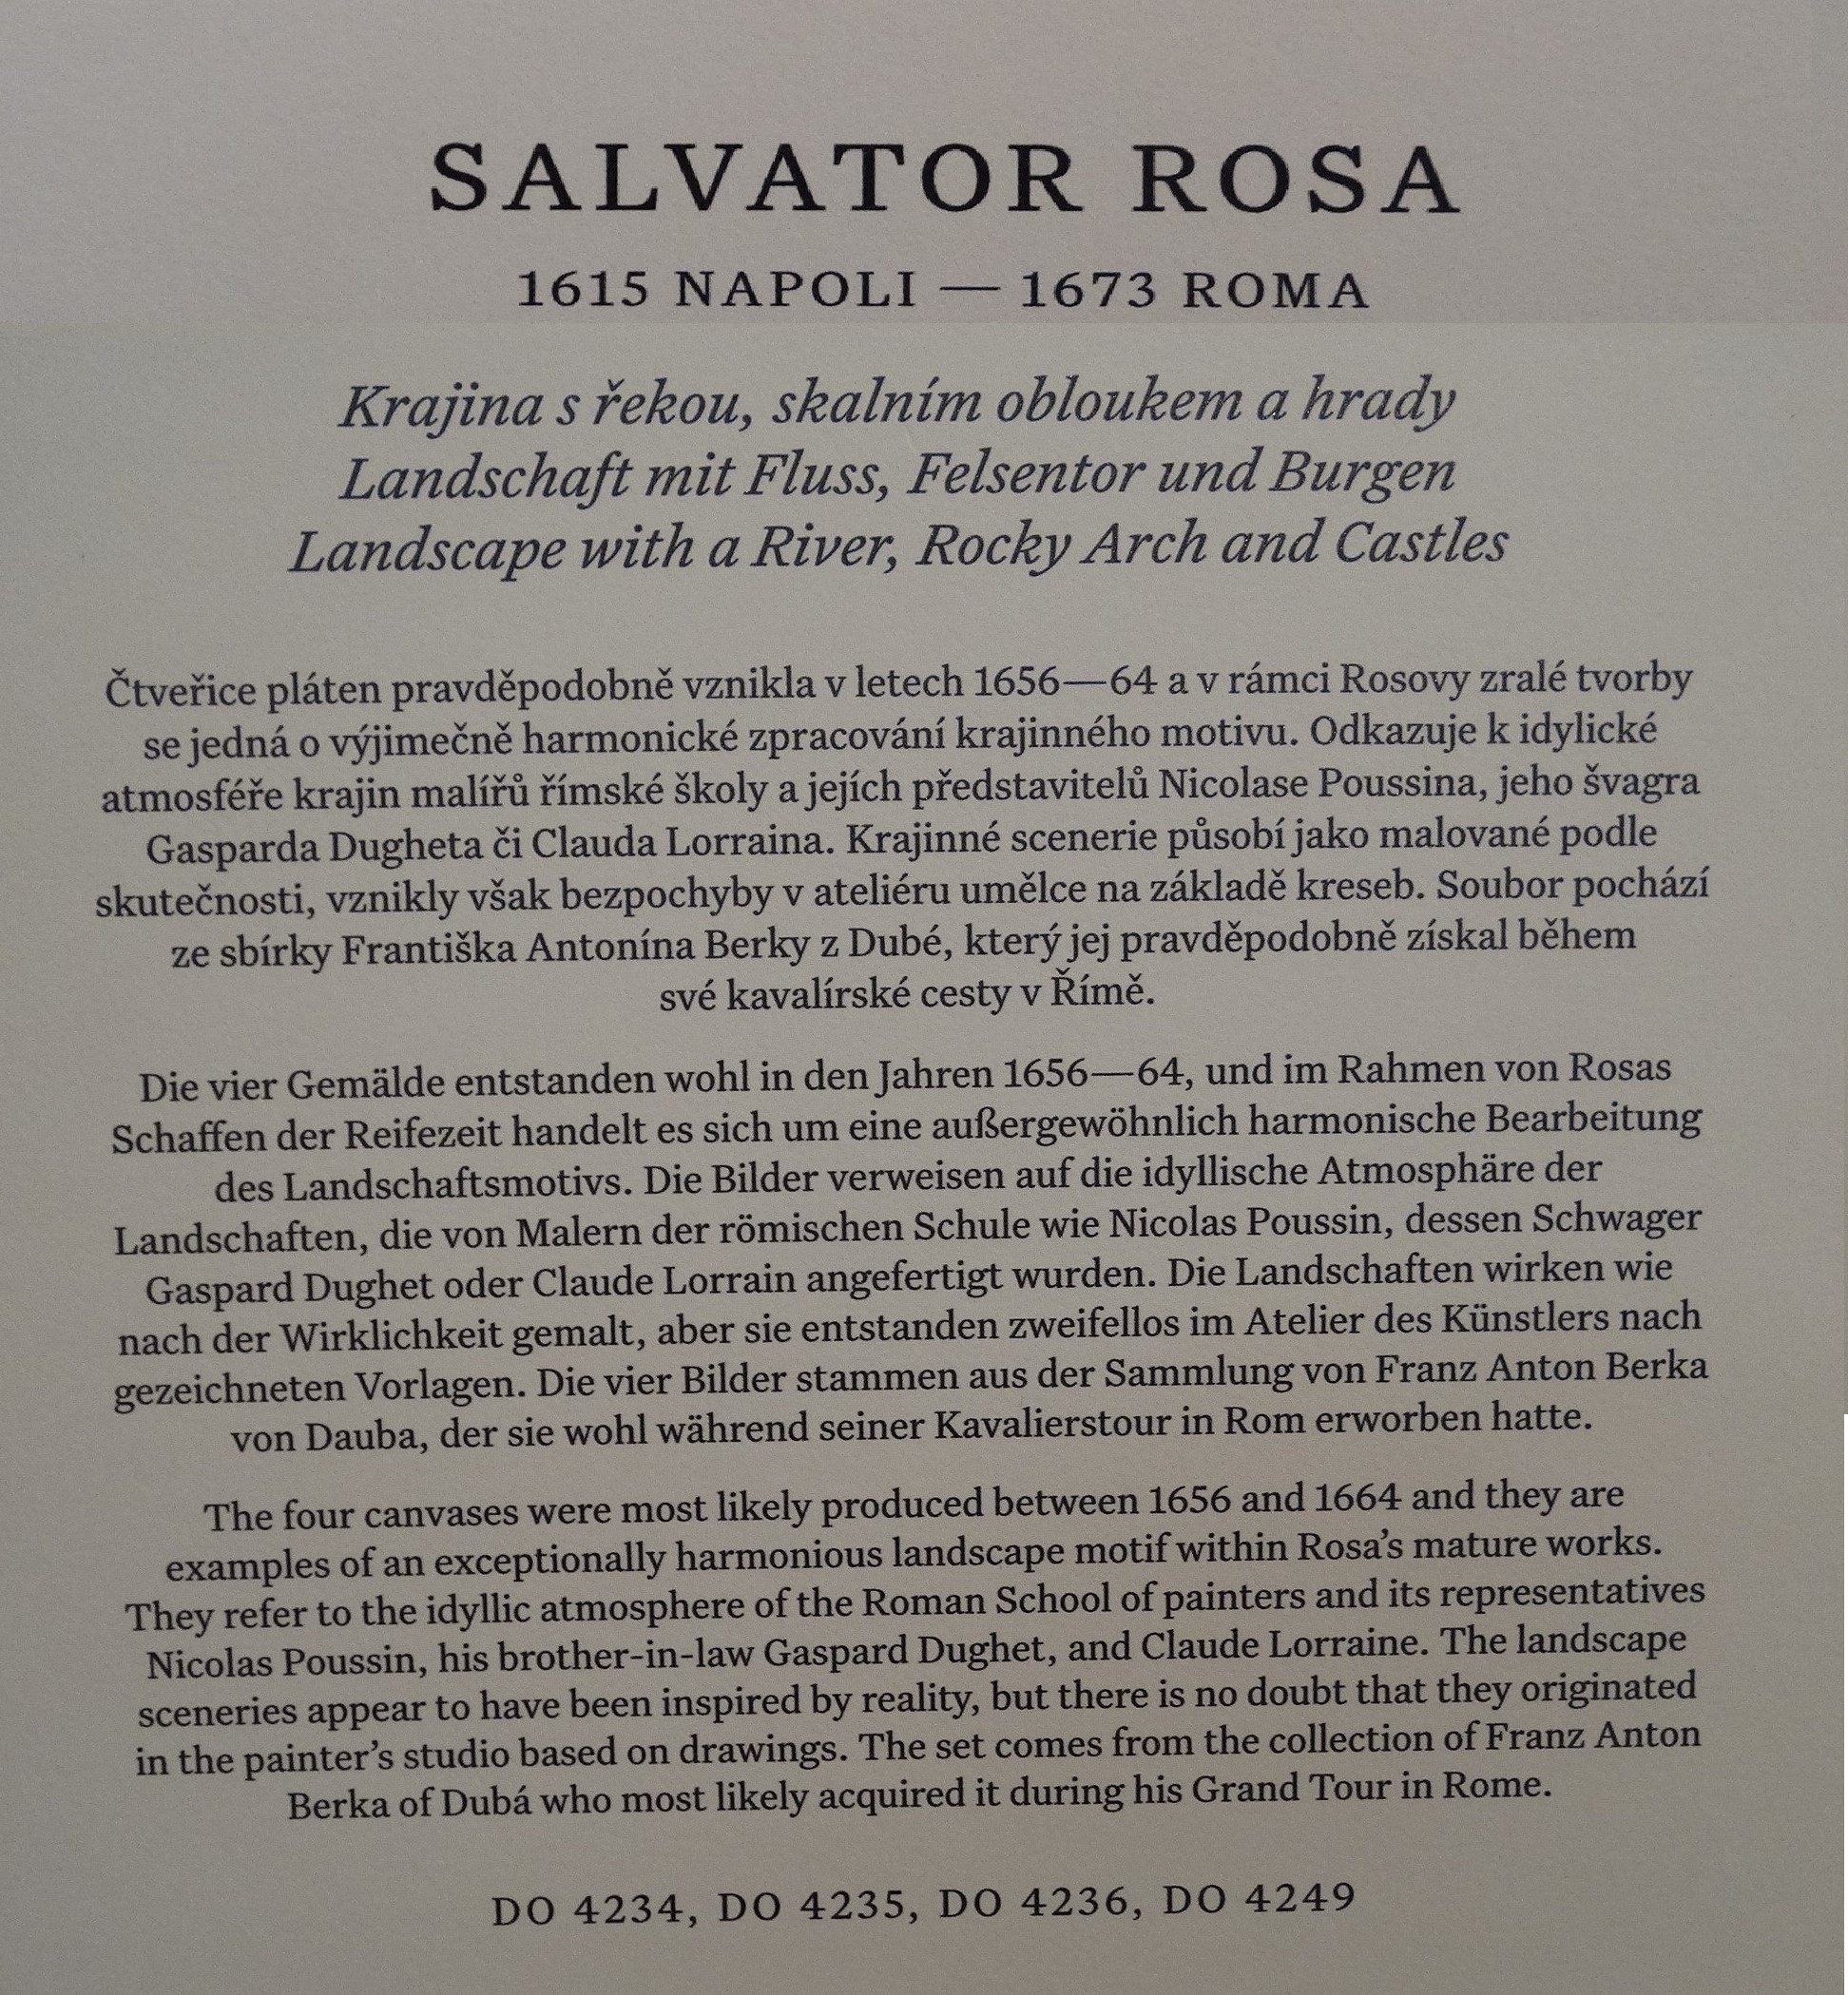 SALVATOR ROSA
1615 NAPOLI — 1673 ROMA
Krajina s řekou, skalním obloukem a hrady
Landschaft mit Fluss, Felsentor und Burgen
Landscape with a River, Rocky Arch and Castles
Čtveřice pláten pravděpodobně vznikla v letech 1656—64 a v rámci Rosovy zralé tvorby
se jedná o výjimečně harmonické zpracování krajinného motivu. Odkazuje k idylické
atmosféře krajin malířů římské školy a jejích představitelů Nicolase Poussina, jeho švagra
Gasparda Dugheta či Clauda Lorraina. Krajinné scenerie působí jako malované podle
skutečnosti, vznikly však bezpochyby v ateliéru umělce na základě kreseb. Soubor pochází
ze sbírky Františka Antonína Berky z Dubé, který jej pravděpodobně získal během
své kavalírské cesty v Římě.
Die vier Gemälde entstanden wohl in den Jahren 1656—64, und im Rahmen von Rosas
Schaffen der Reifezeit handelt es sich um eine außergewöhnlich harmonische Bearbeitung
des Landschaftsmotivs. Die Bilder verweisen auf die idyllische Atmosphäre der
Landschaften, die von Malern der römischen Schule wie Nicolas Poussin, dessen Schwager
Gaspard Dughet oder Claude Lorrain angefertigt wurden. Die Landschaften wirken wie
nach der Wirklichkeit gemalt, aber sie entstanden zweifellos im Atelier des Künstlers nach
gezeichneten Vorlagen. Die vier Bilder stammen aus der Sammlung von Franz Anton Berka
von Dauba, der sie wohl während seiner Kavalierstour in Rom erworben hatte.
The four canvases were most likely produced between 1656 and 1664 and they are
examples of an exceptionally harmonious landscape motif within Rosa’s mature works.
They refer to the idyllic atmosphere of the Roman School of painters and its representatives
Nicolas Poussin, his brother-in-law Gaspard Dughet, and Claude Lorraine. The landscape
sceneries appear to have been inspired by reality, but there is no doubt that they originated
in the painter’s studio based on drawings. The set comes from the collection of Franz Anton
Berka of Dubá who most likely acquired it during his Grand Tour in Rome.
DO 4234, DO 4235, DO 4236, DO 4249